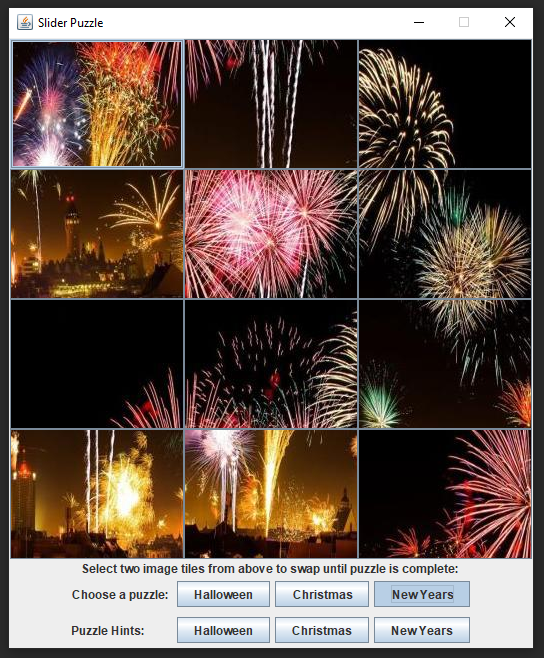 Slider Puzzle
Select two image tiles from above to swap until puzzle is complete:
Choose a puzzle: Halloween Christmas New Years
Puzzle Hints: Halloween Christmas New Years